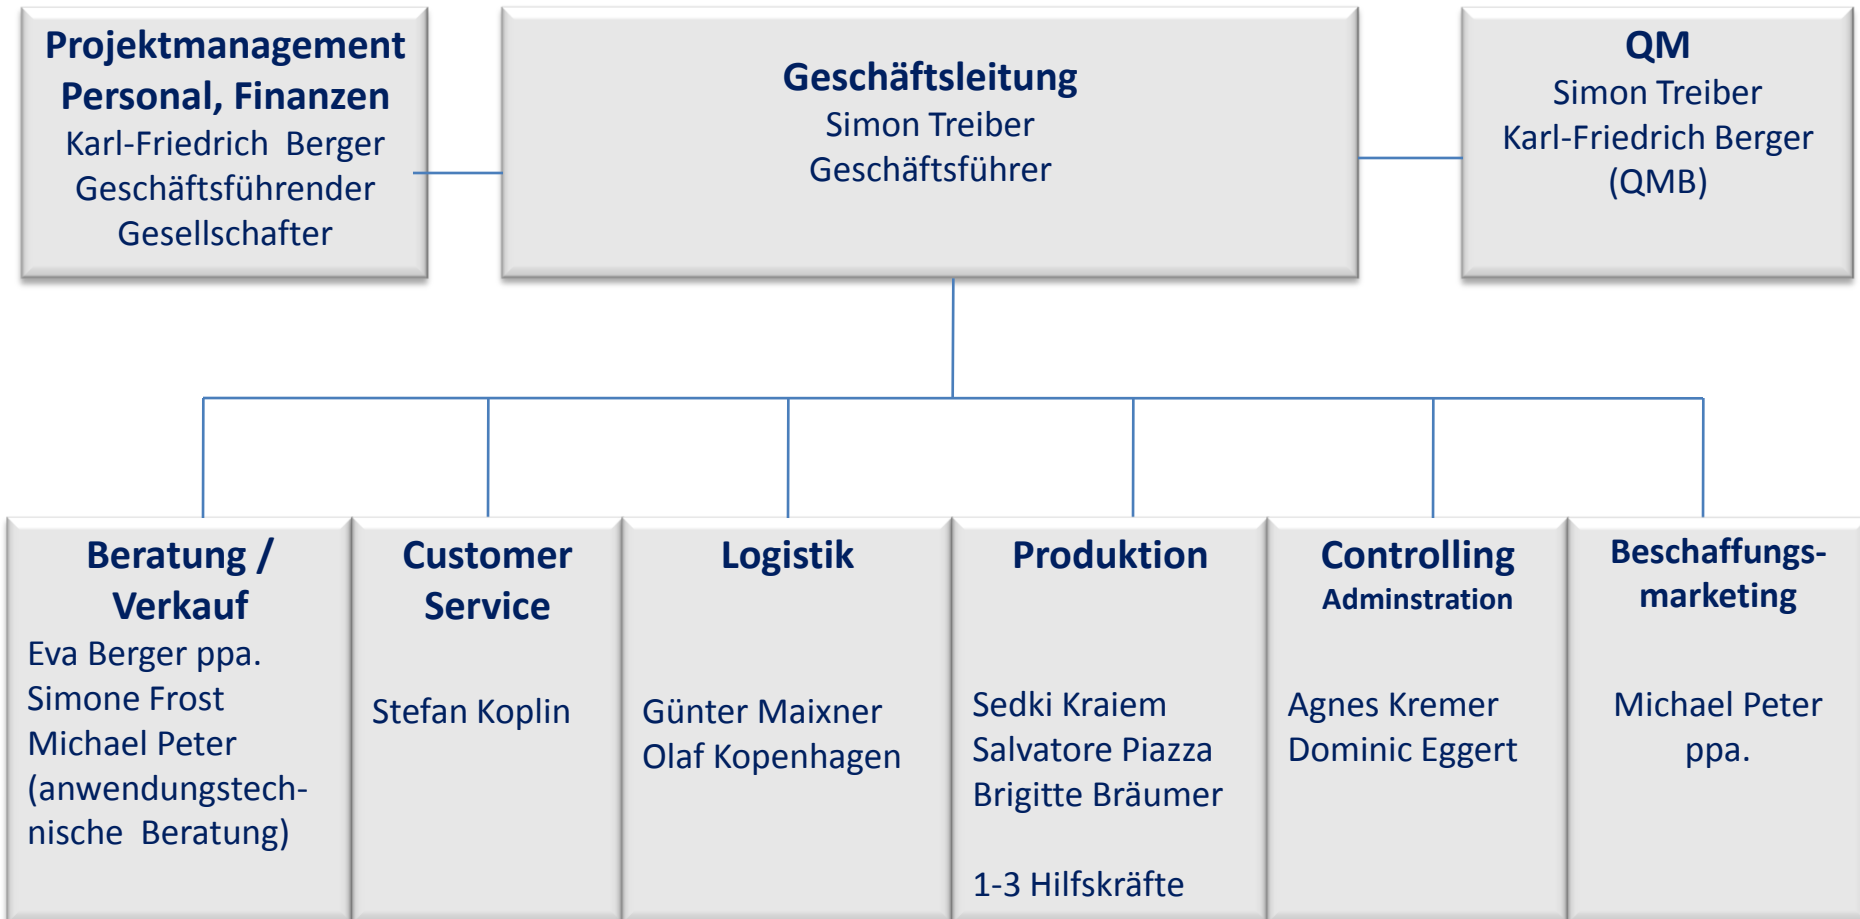 Projektmanagement
Personal, Finanzen
Karl-Friedrich Berger
Geschäftsführender
Gesellschafter
Geschäftsleitung
Simon Treiber
Geschäftsführer
QM
Simon Treiber
Karl-Friedrich Berger
(QMB)
Beratung /
Verkauf
Eva Berger ppa.
Simone Frost
Michael Peter
(anwendungstech-
nische Beratung)
Customer
Service
Stefan Koplin
Logistik
Günter Maixner
Olaf Kopenhagen
Produktion
Sedki Kraiem
Salvatore Piazza
Brigitte Bräumer
1-3 Hilfskräfte
Controlling
Adminstration
Agnes Kremer
Dominic Eggert
Beschaffungs-
marketing
Michael Peter
ppa.